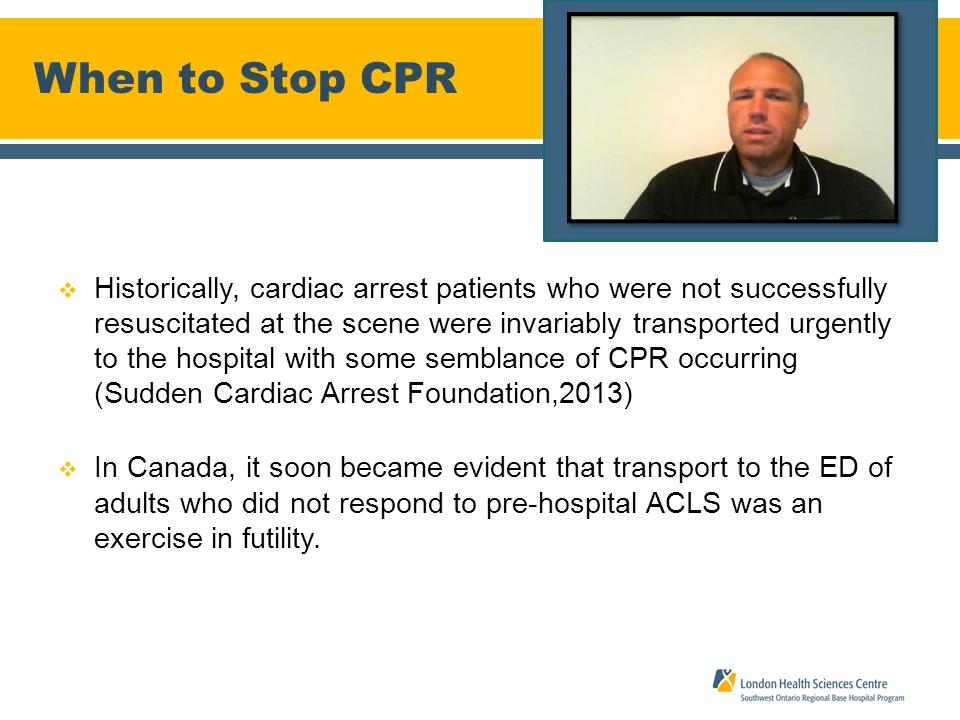 When to Stop CPR
Historically, cardiac arrest patients who were not successfully
resuscitated at the scene were invariably transported urgently
to the hospital with some semblance of CPR occurring
(Sudden Cardiac Arrest Foundation,2013)
In Canada, it soon became evident that transport to the ED of
adults who did not respond to pre-hospital ACLS was an
exercise in futility.
London Health Sciences Centre
Southwest Ontario Regional Base Hospital Program